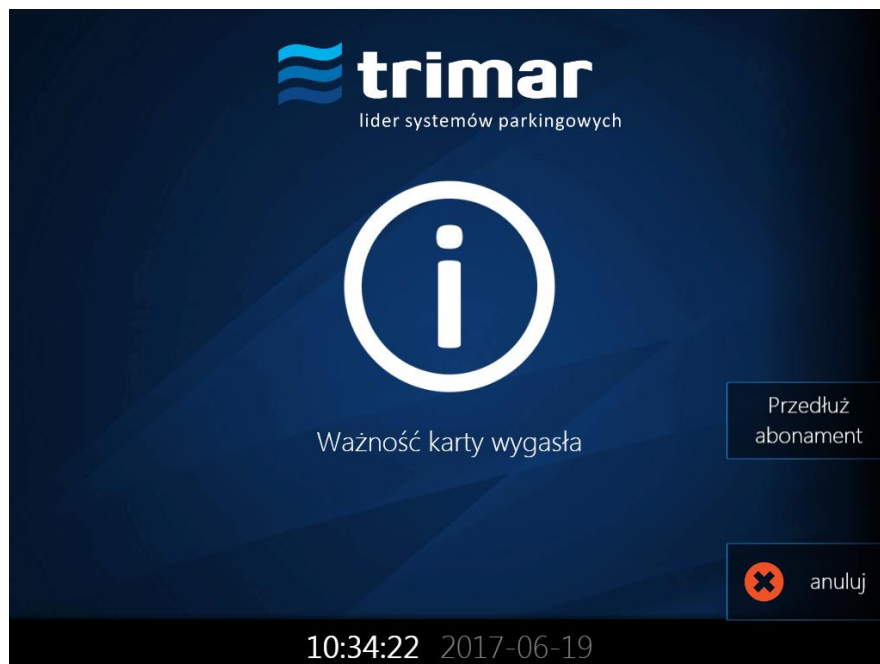 trimar
lider systemów parkingowych
Ważność karty wygasła
Przedłuż
abonament
anuluj
10:34:22 2017-06-19